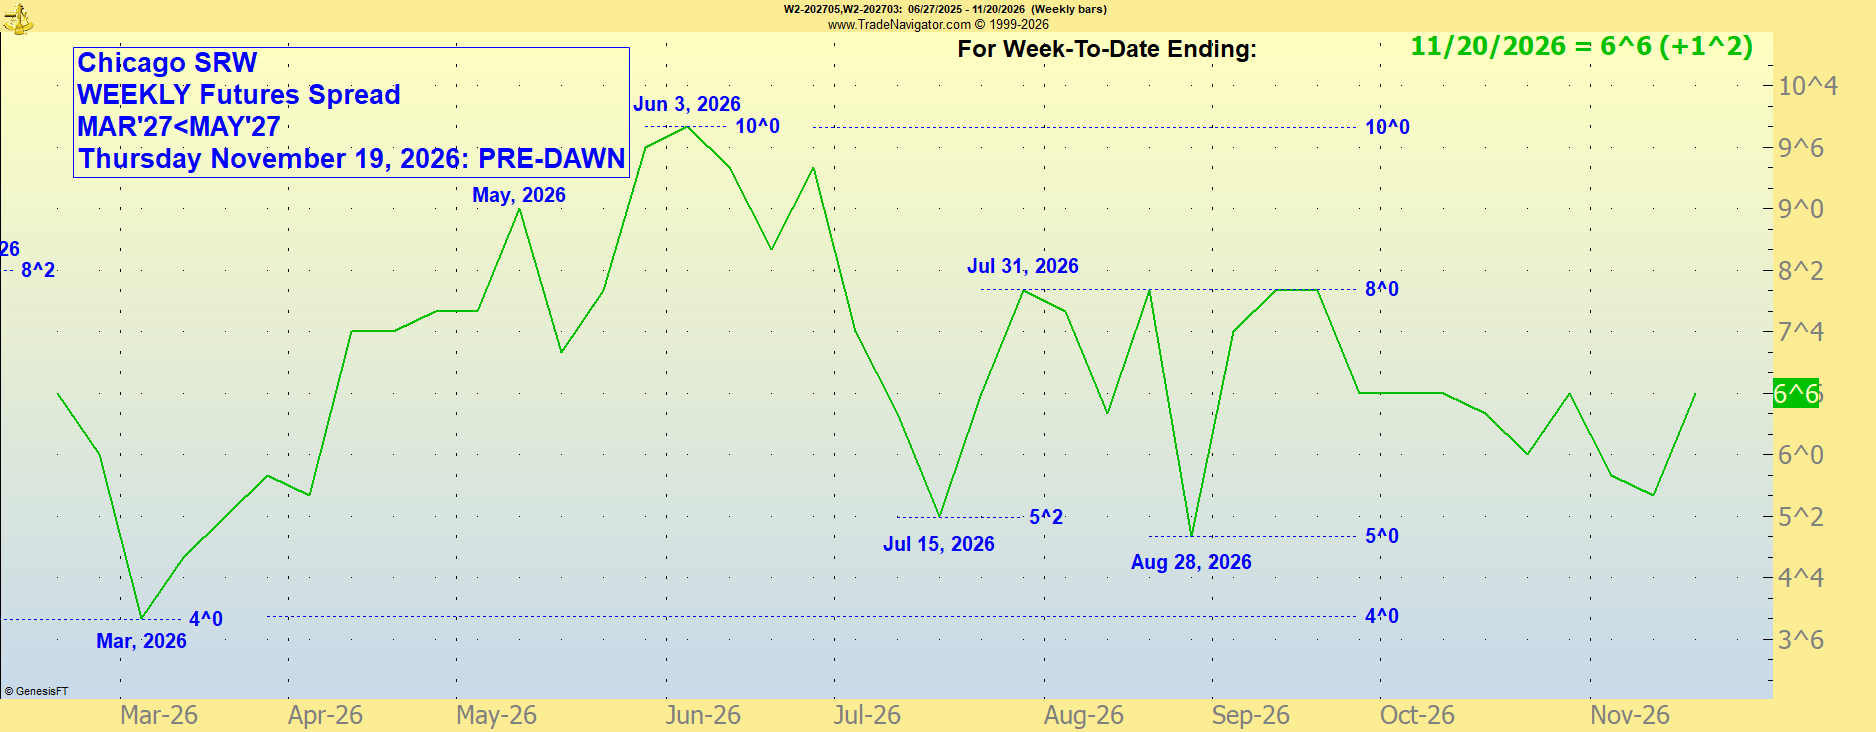 W2-202705,W2-202703: 06/27/2025 - 11/20/2026 (Weekly bars)
www.TradeNavigator.com © 1999-2026
For Week-To-Date Ending:
11/20/2026 = 6^6 (+1^2)
Chicago SRW
WEEKLY Futures Spread
MAR'27<MAY'27
Thursday November 19, 2026: PRE-DAWN
Jun 3, 2026
10^0
10^0
May, 2026
26
8^2
Jul 31, 2026
8^0
5^2
Jul 15, 2026
5^0
Aug 28, 2026
4^0
Mar, 2026
4^0
10^4
9^6
9^0
8^2
7^4
6^6
6^0
5^2
4^4
3^6
© GenesisFT
Mar-26
Apr-26
May-26
Jun-26
Jul-26
Aug-26
Sep-26
Oct-26
Nov-26